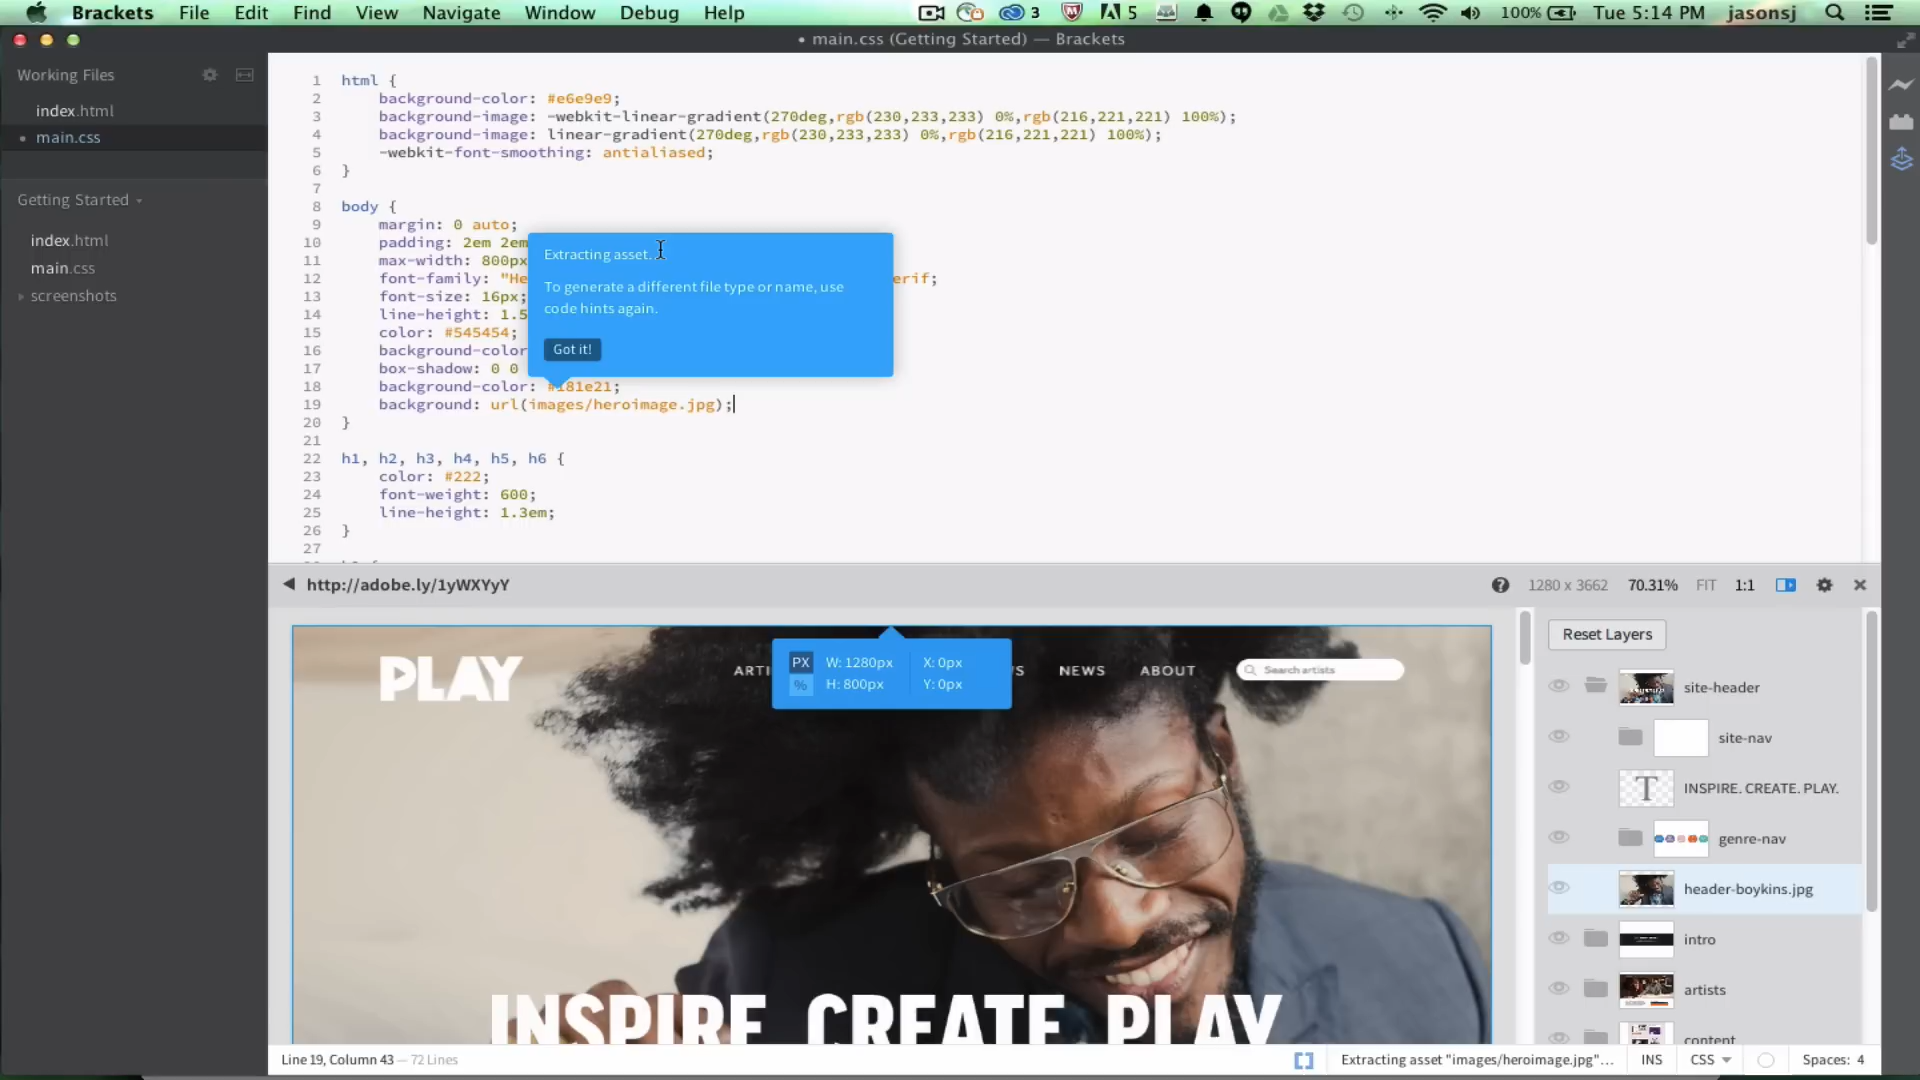 Brackets File Edit Find View Navigate Window Debug Help 3 5 100% Tue 5:14 PM jasonsj
• main.css (Getting Started) — Brackets
Working Files
index.html
• main.css
Getting Started
index.html
main.css
screenshots
1 html {
2 background-color: #e6e9e9;
3 background-image: -webkit-linear-gradient(270deg,rgb(230,233,233) 0%,rgb(216,221,221) 100%);
4 background-image: linear-gradient(270deg,rgb(230,233,233) 0%,rgb(216,221,221) 100%);
5 -webkit-font-smoothing: antialiased;
6 }
7
8 body {
9 margin: 0 auto;
10 padding: 2em 2em
11 max-width: 800px
12 font-family: "He erif;
13 font-size: 16px;
14 line-height: 1.5
15 color: #545454;
16 background-color
17 box-shadow: 0 0
18 background-color: #181e21;
19 background: url(images/heroimage.jpg);
20 }
21
22 h1, h2, h3, h4, h5, h6 {
23 color: #222;
24 font-weight: 600;
25 line-height: 1.3em;
26 }
27
Extracting asset.
To generate a different file type or name, use
code hints again.
Got it!
http://adobe.ly/1yWXYyY 1280 x 3662 70.31% FIT 1:1
PLAY ARTI S NEWS ABOUT Search artists
PX W: 1280px X: 0px
% H: 800px Y: 0px
INSPIRE CREATE PLAY
Reset Layers
site-header
site-nav
T INSPIRE. CREATE. PLAY.
genre-nav
header-boykins.jpg
intro
artists
content
Line 19, Column 43 — 72 Lines Extracting asset "images/heroimage.jpg"... INS CSS Spaces: 4